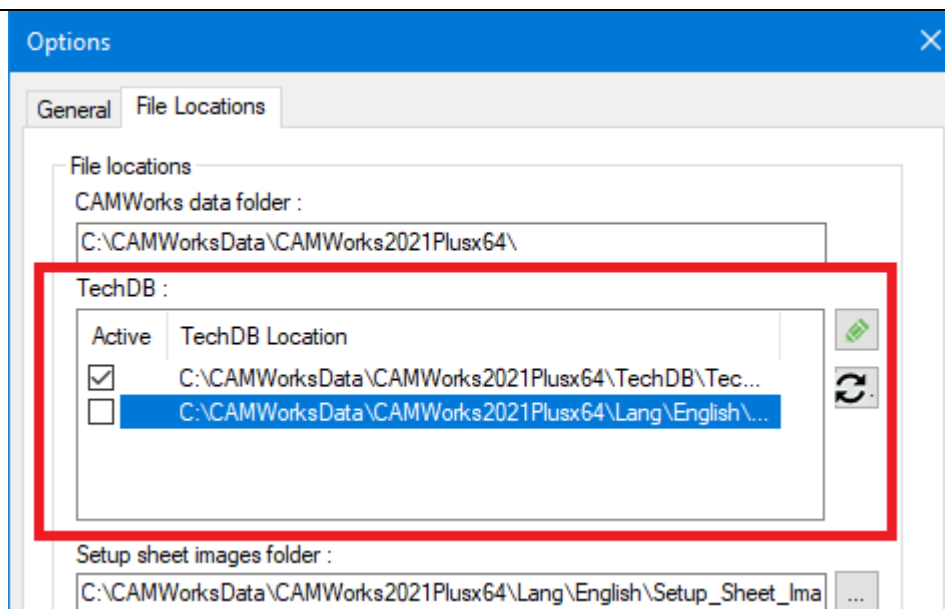 Options
General File Locations
File locations
CAMWorks data folder :
C:\CAMWorksData\CAMWorks2021Plusx64\
TechDB :
Active TechDB Location
C:\CAMWorksData\CAMWorks2021Plusx64\TechDB\Tec...
C:\CAMWorksData\CAMWorks2021Plusx64\Lang\English\...
Setup sheet images folder :
C:\CAMWorksData\CAMWorks2021Plusx64\Lang\English\Setup_Sheet_Ima ...